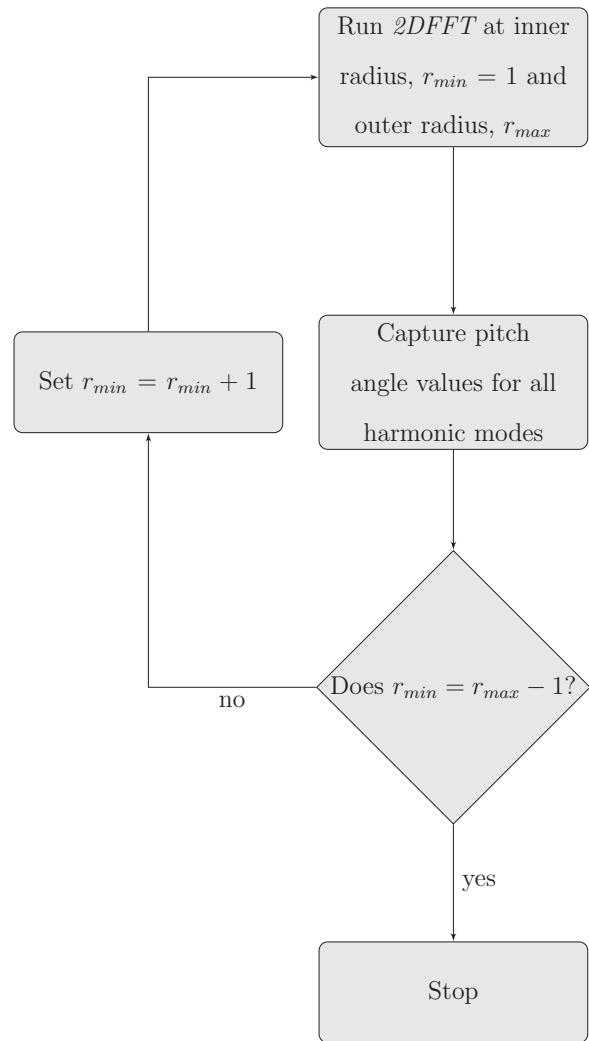 Run 2DFFT at inner
radius, r_min = 1 and
outer radius, r_max
Set r_min = r_min + 1
Capture pitch
angle values for all
harmonic modes
Does r_min = r_max − 1?
no
yes
Stop